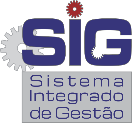 SIG
Sistema
Integrado
de Gestão